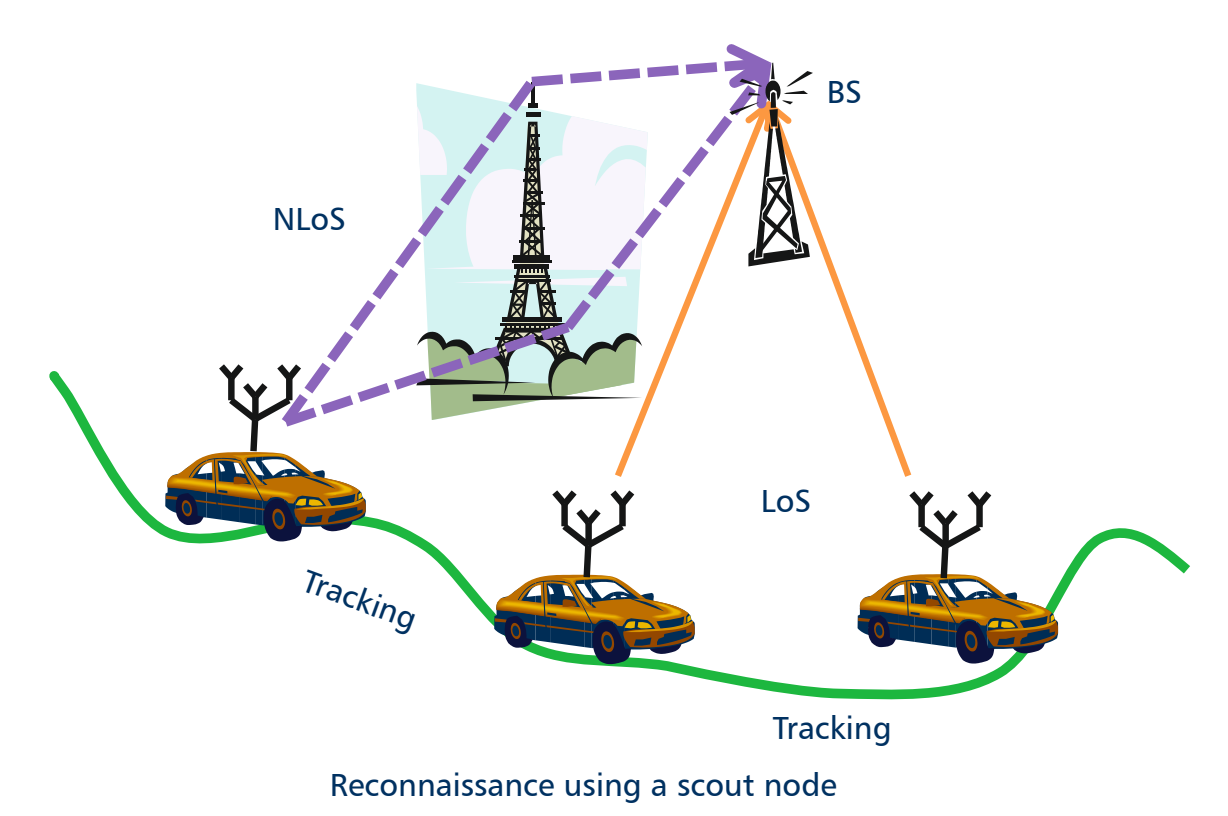 BS
NLoS
LoS
Tracking
Tracking
Reconnaissance using a scout node